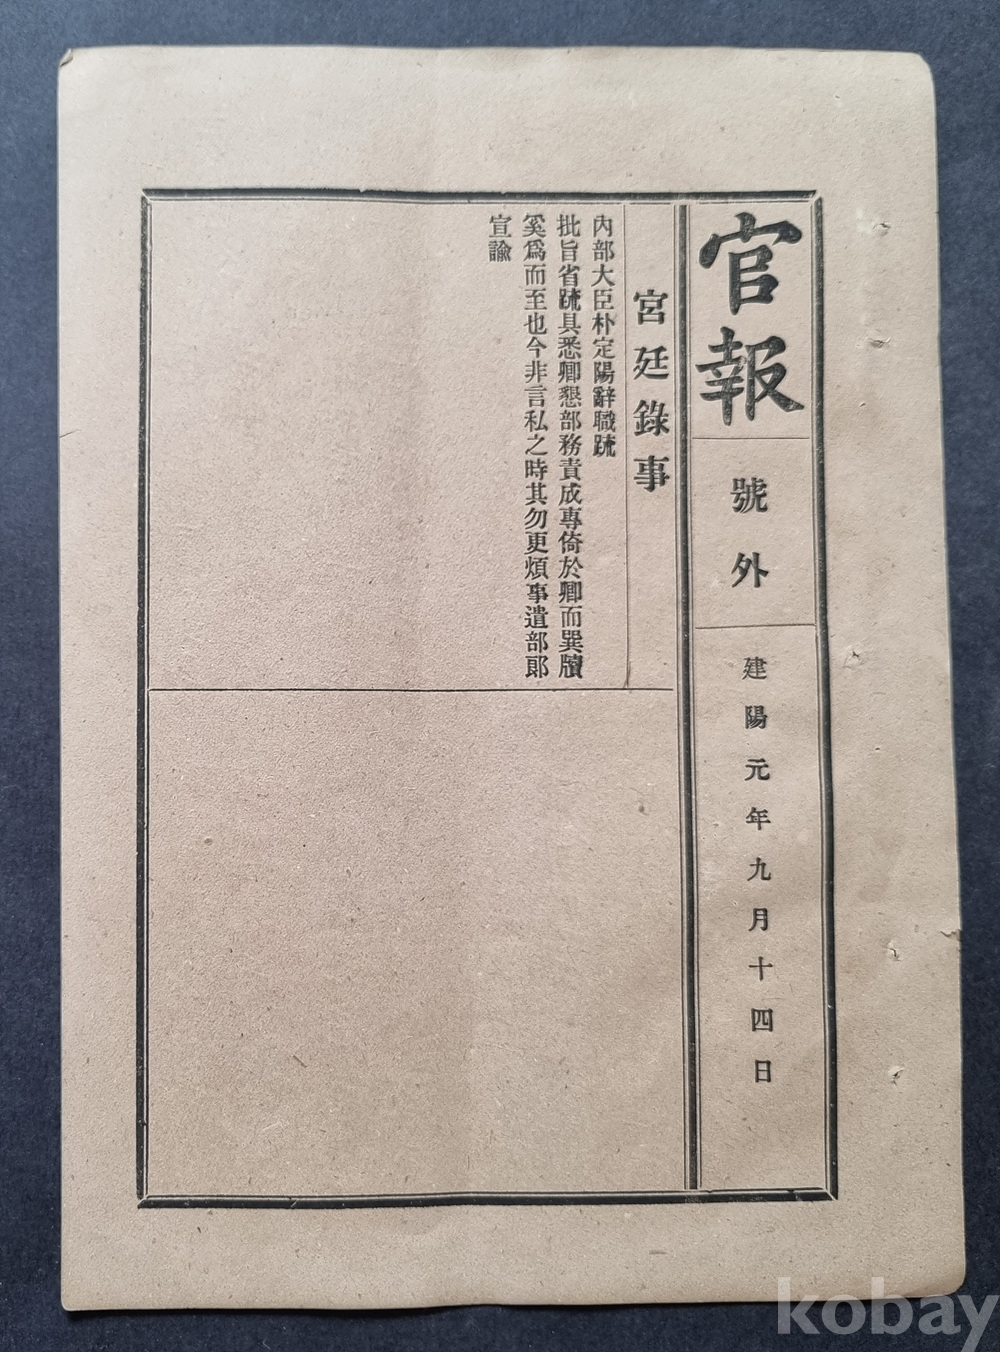 官報
號外
建陽元年九月十四日
宮廷錄事
內部大臣朴定陽辭職疏
批旨省疏具悉卿懇部務責成專倚於卿而巽牘
奚爲而至也今非言私之時其勿更煩事遣部郞
宣諭
kobay